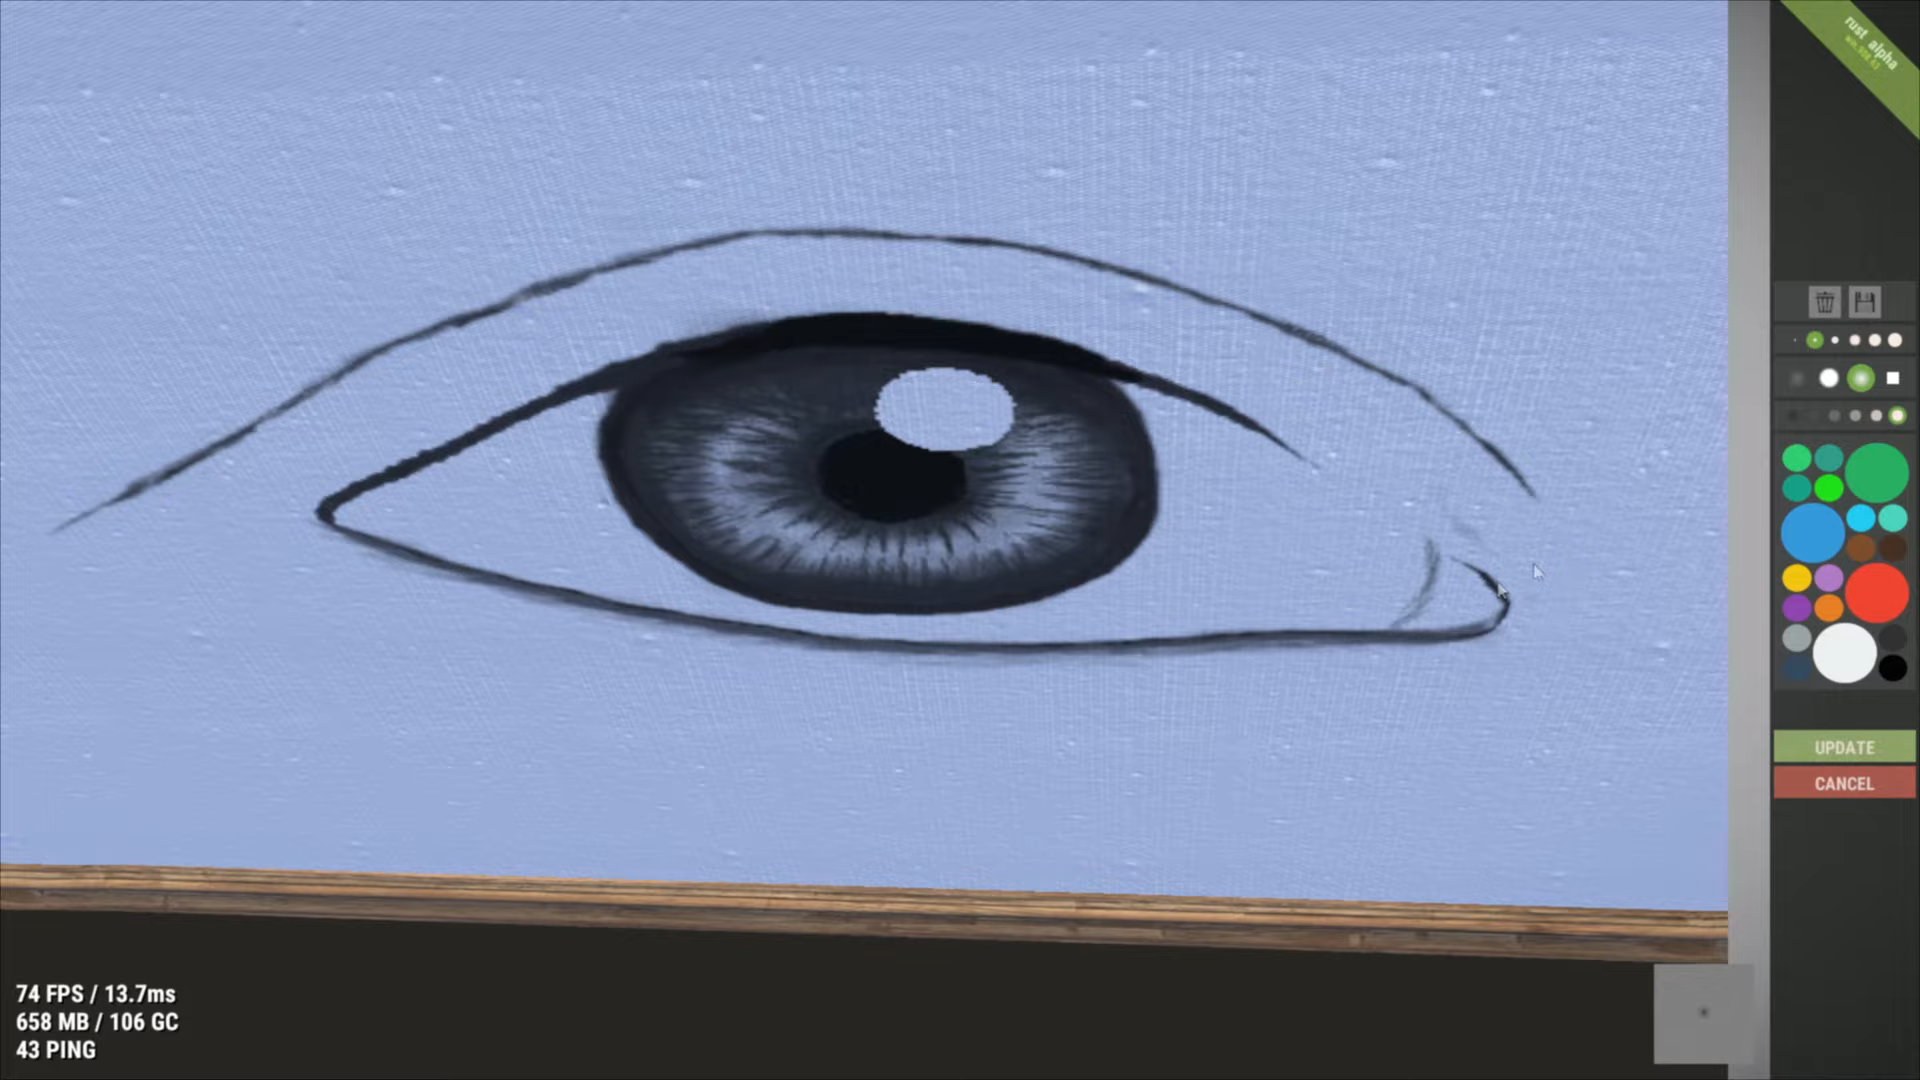 rust alpha
UPDATE
CANCEL
74 FPS / 13.7ms
658 MB / 106 GC
43 PING